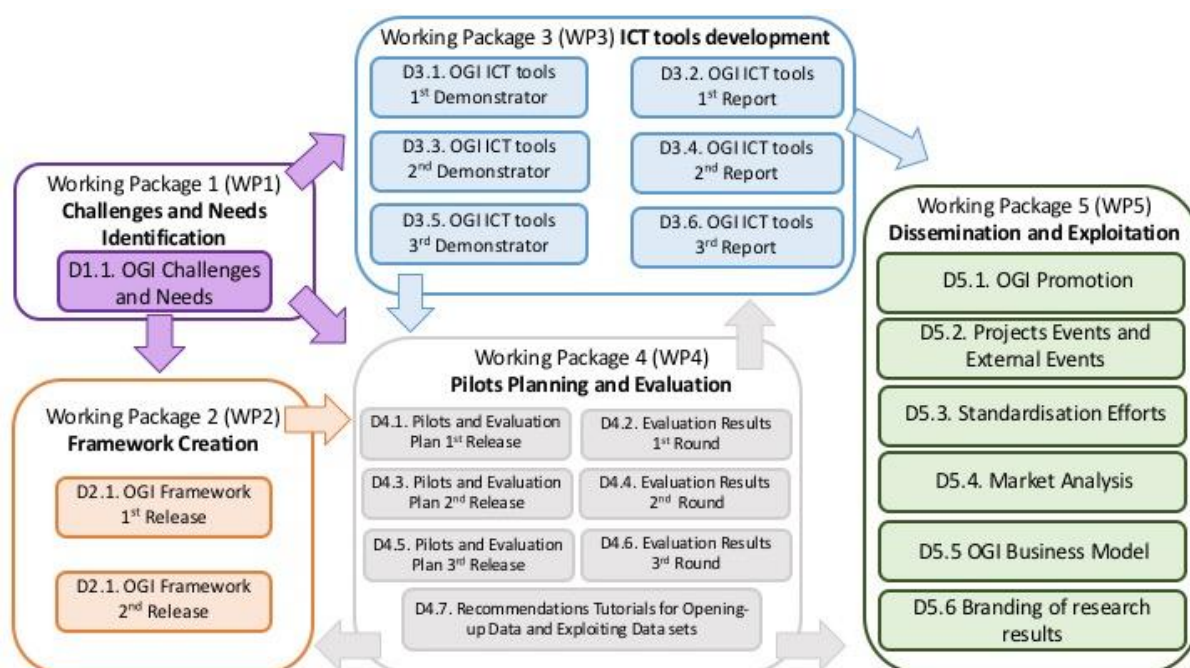 Working Package 3 (WP3) ICT tools development
D3.1. OGI ICT tools
1st Demonstrator
D3.2. OGI ICT tools
1st Report
D3.3. OGI ICT tools
2nd Demonstrator
D3.4. OGI ICT tools
2nd Report
D3.5. OGI ICT tools
3rd Demonstrator
D3.6. OGI ICT tools
3rd Report
Working Package 1 (WP1)
Challenges and Needs
Identification
D1.1. OGI Challenges
and Needs
Working Package 2 (WP2)
Framework Creation
D2.1. OGI Framework
1st Release
D2.1. OGI Framework
2nd Release
Working Package 4 (WP4)
Pilots Planning and Evaluation
D4.1. Pilots and Evaluation
Plan 1st Release
D4.2. Evaluation Results
1st Round
D4.3. Pilots and Evaluation
Plan 2nd Release
D4.4. Evaluation Results
2nd Round
D4.5. Pilots and Evaluation
Plan 3rd Release
D4.6. Evaluation Results
3rd Round
D4.7. Recommendations Tutorials for Opening-
up Data and Exploiting Data sets
Working Package 5 (WP5)
Dissemination and Exploitation
D5.1. OGI Promotion
D5.2. Projects Events and
External Events
D5.3. Standardisation Efforts
D5.4. Market Analysis
D5.5 OGI Business Model
D5.6 Branding of research
results